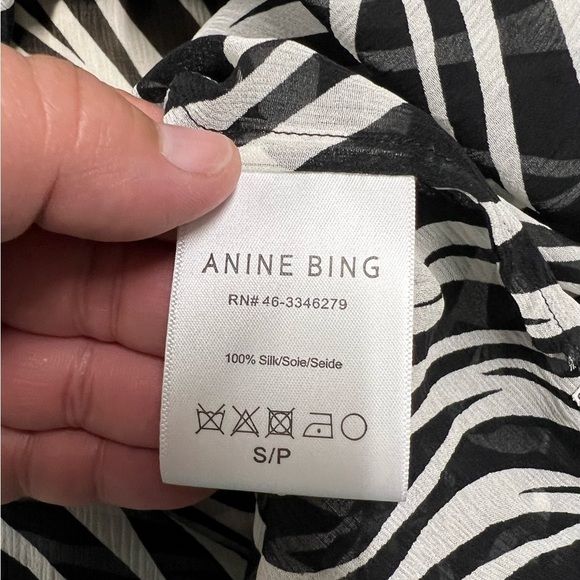 ANINE BING
RN# 46-3346279
100% Silk/Soie/Seide
S/P